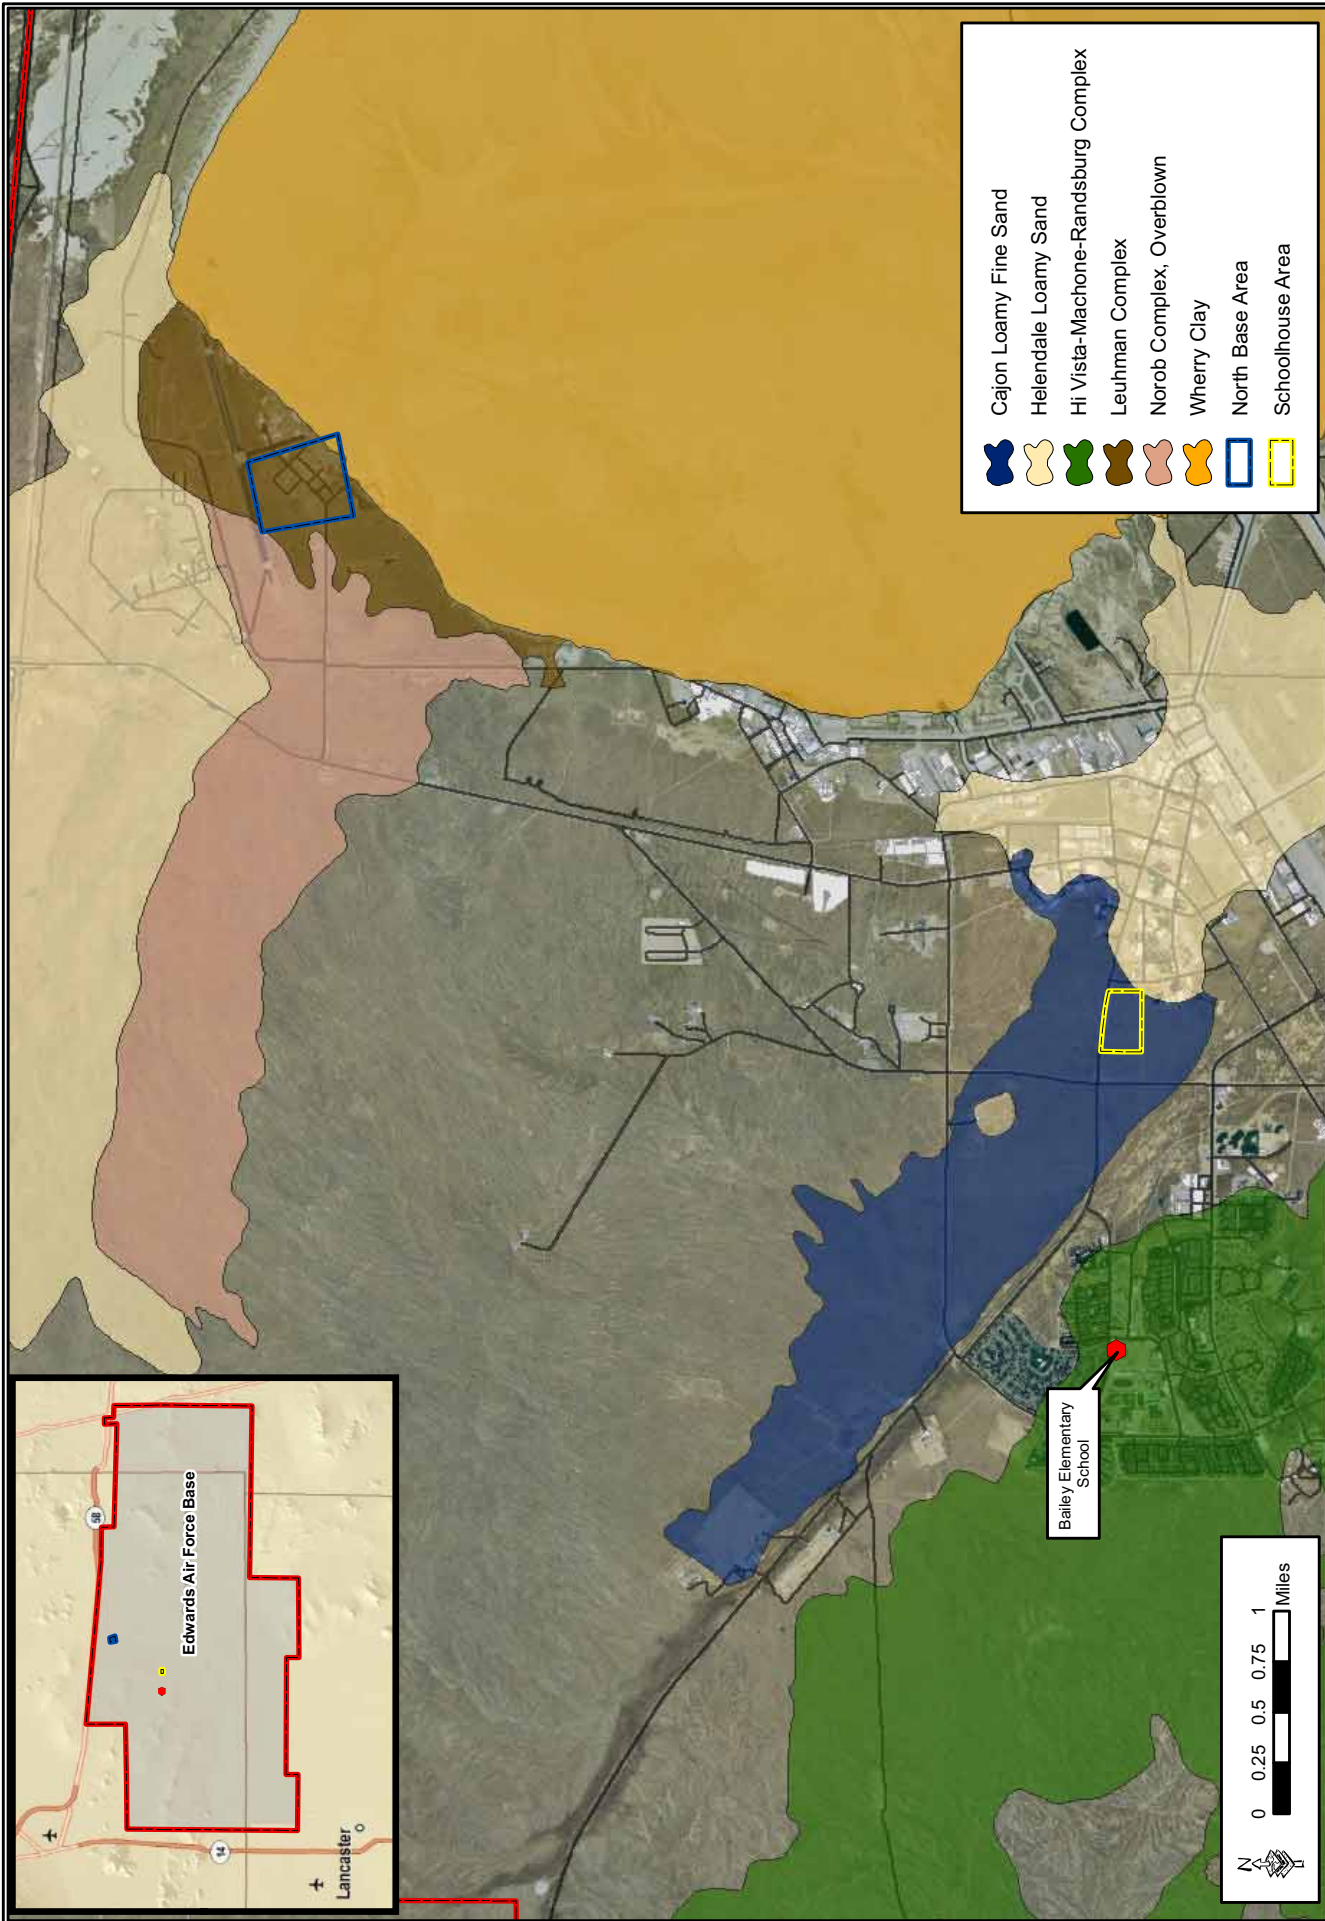 58
Edwards Air Force Base
14
Lancaster
Bailey Elementary
School
N
0 0.25 0.5 0.75 1
Miles
Cajon Loamy Fine Sand
Helendale Loamy Sand
Hi Vista-Machone-Randsburg Complex
Leuhman Complex
Norob Complex, Overblown
Wherry Clay
North Base Area
Schoolhouse Area